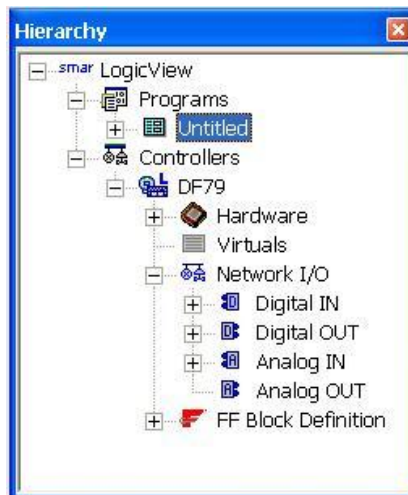 Hierarchy
smar LogicView
Programs
Untitled
Controllers
DF79
Hardware
Virtuals
Network I/O
Digital IN
Digital OUT
Analog IN
Analog OUT
FF Block Definition